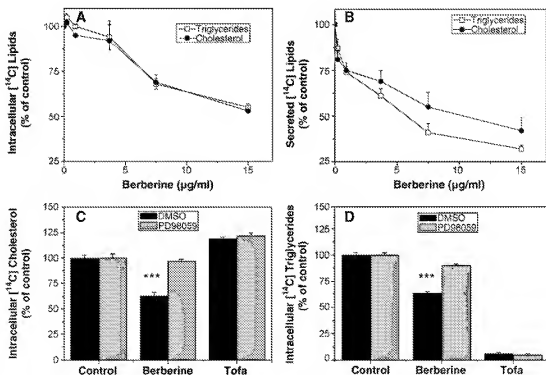 A
Triglycerides
Cholesterol
100
75
50
25
0
5
10
15
Intracellular [¹⁴C] Lipids
(% of control)
Berberine (µg/ml)
B
Triglycerides
Cholesterol
100
75
50
25
0
5
10
15
Secreted [¹⁴C] Lipids
(% of control)
Berberine (µg/ml)
C
DMSO
PD98059
150
125
100
75
50
25
0
***
Intracellular [¹⁴C] Cholesterol
(% of control)
Control
Berberine
Tofa
D
DMSO
PD98059
150
125
100
75
50
25
0
***
Intracellular [¹⁴C] Triglycerides
(% of control)
Control
Berberine
Tofa